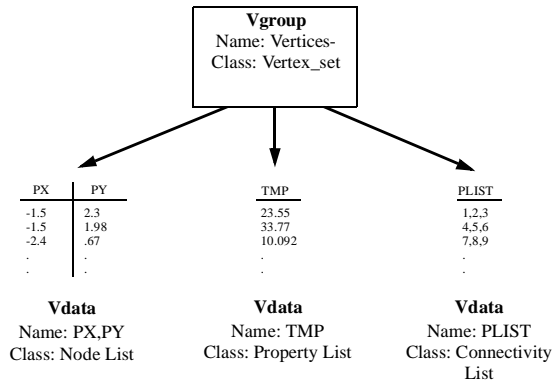 Vgroup
Name: Vertices-
Class: Vertex_set
PX PY
-1.5 2.3
-1.5 1.98
-2.4 .67
. .
. .
TMP
23.55
33.77
10.092
.
.
PLIST
1,2,3
4,5,6
7,8,9
.
.
Vdata
Name: PX,PY
Class: Node List
Vdata
Name: TMP
Class: Property List
Vdata
Name: PLIST
Class: Connectivity
List